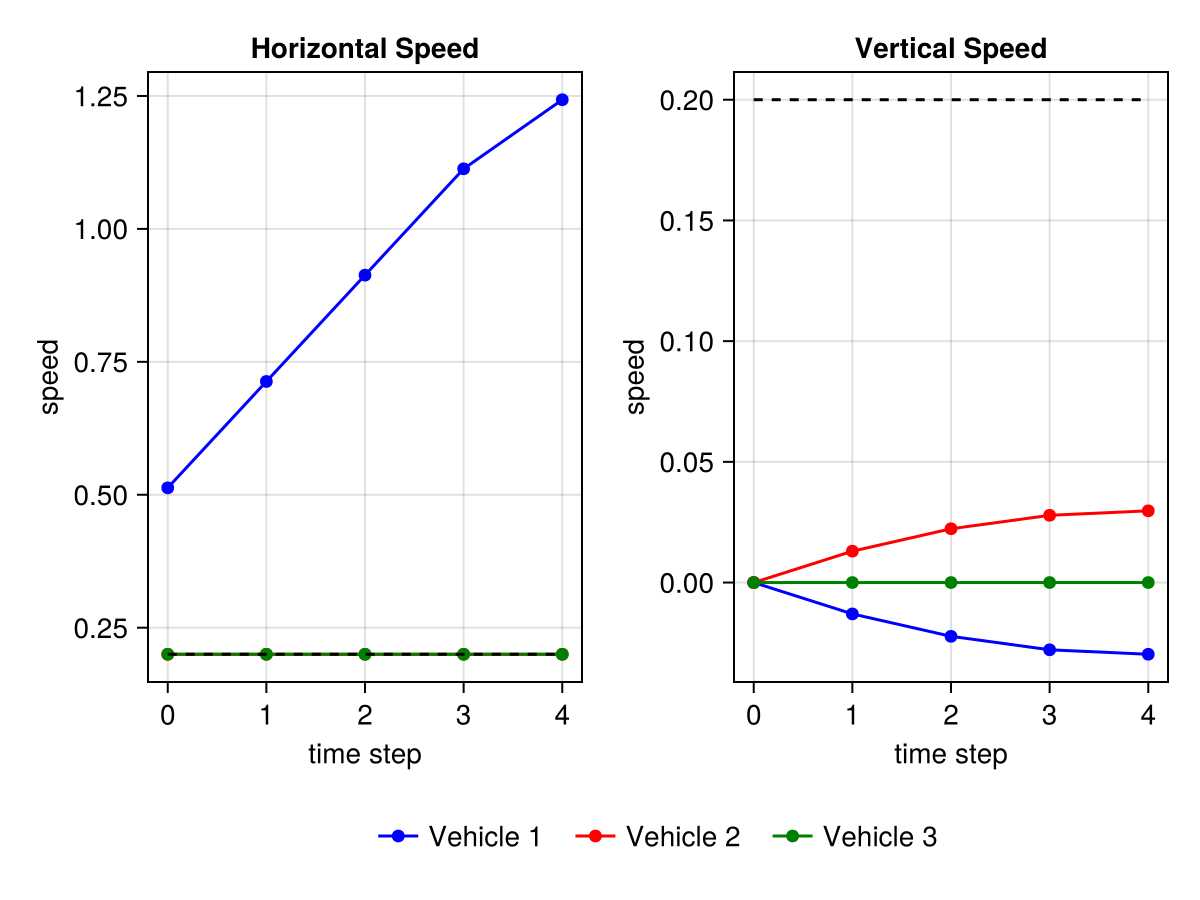 Horizontal Speed
1.25
1.00
0.75
0.50
0.25
speed
0 1 2 3 4
time step
Vertical Speed
0.20
0.15
0.10
0.05
0.00
speed
0 1 2 3 4
time step
Vehicle 1 Vehicle 2 Vehicle 3